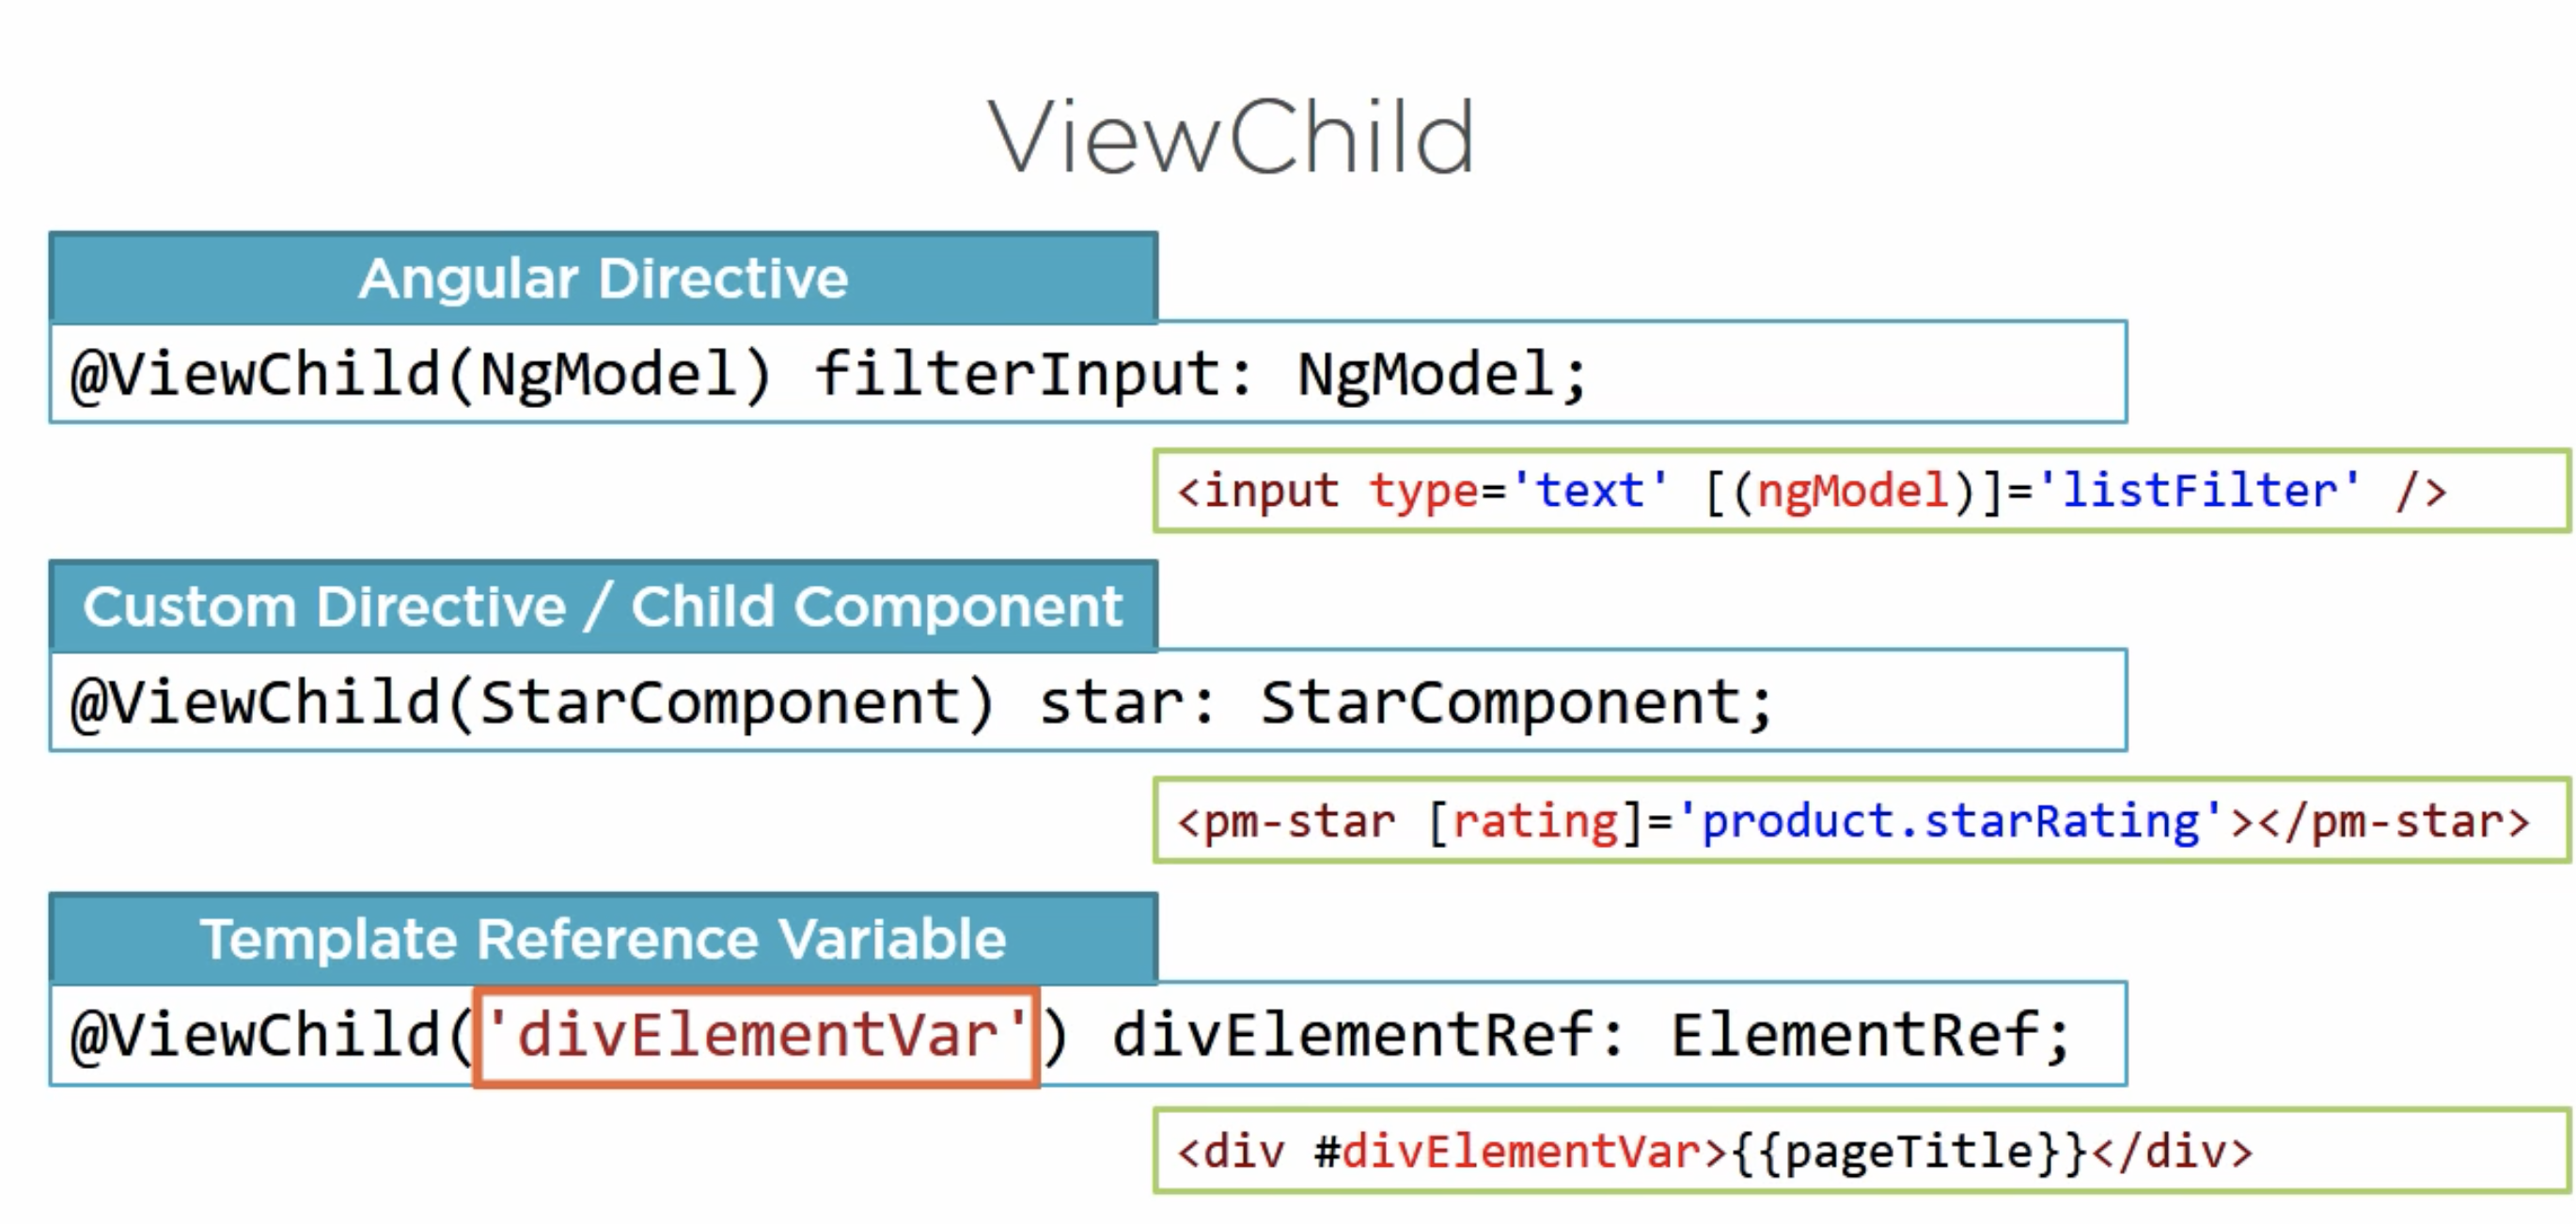 ViewChild
Angular Directive
@ViewChild(NgModel) filterInput: NgModel;
<input type='text' [(ngModel)]='listFilter' />
Custom Directive / Child Component
@ViewChild(StarComponent) star: StarComponent;
<pm-star [rating]='product.starRating'></pm-star>
Template Reference Variable
@ViewChild('divElementVar') divElementRef: ElementRef;
<div #divElementVar>{{pageTitle}}</div>